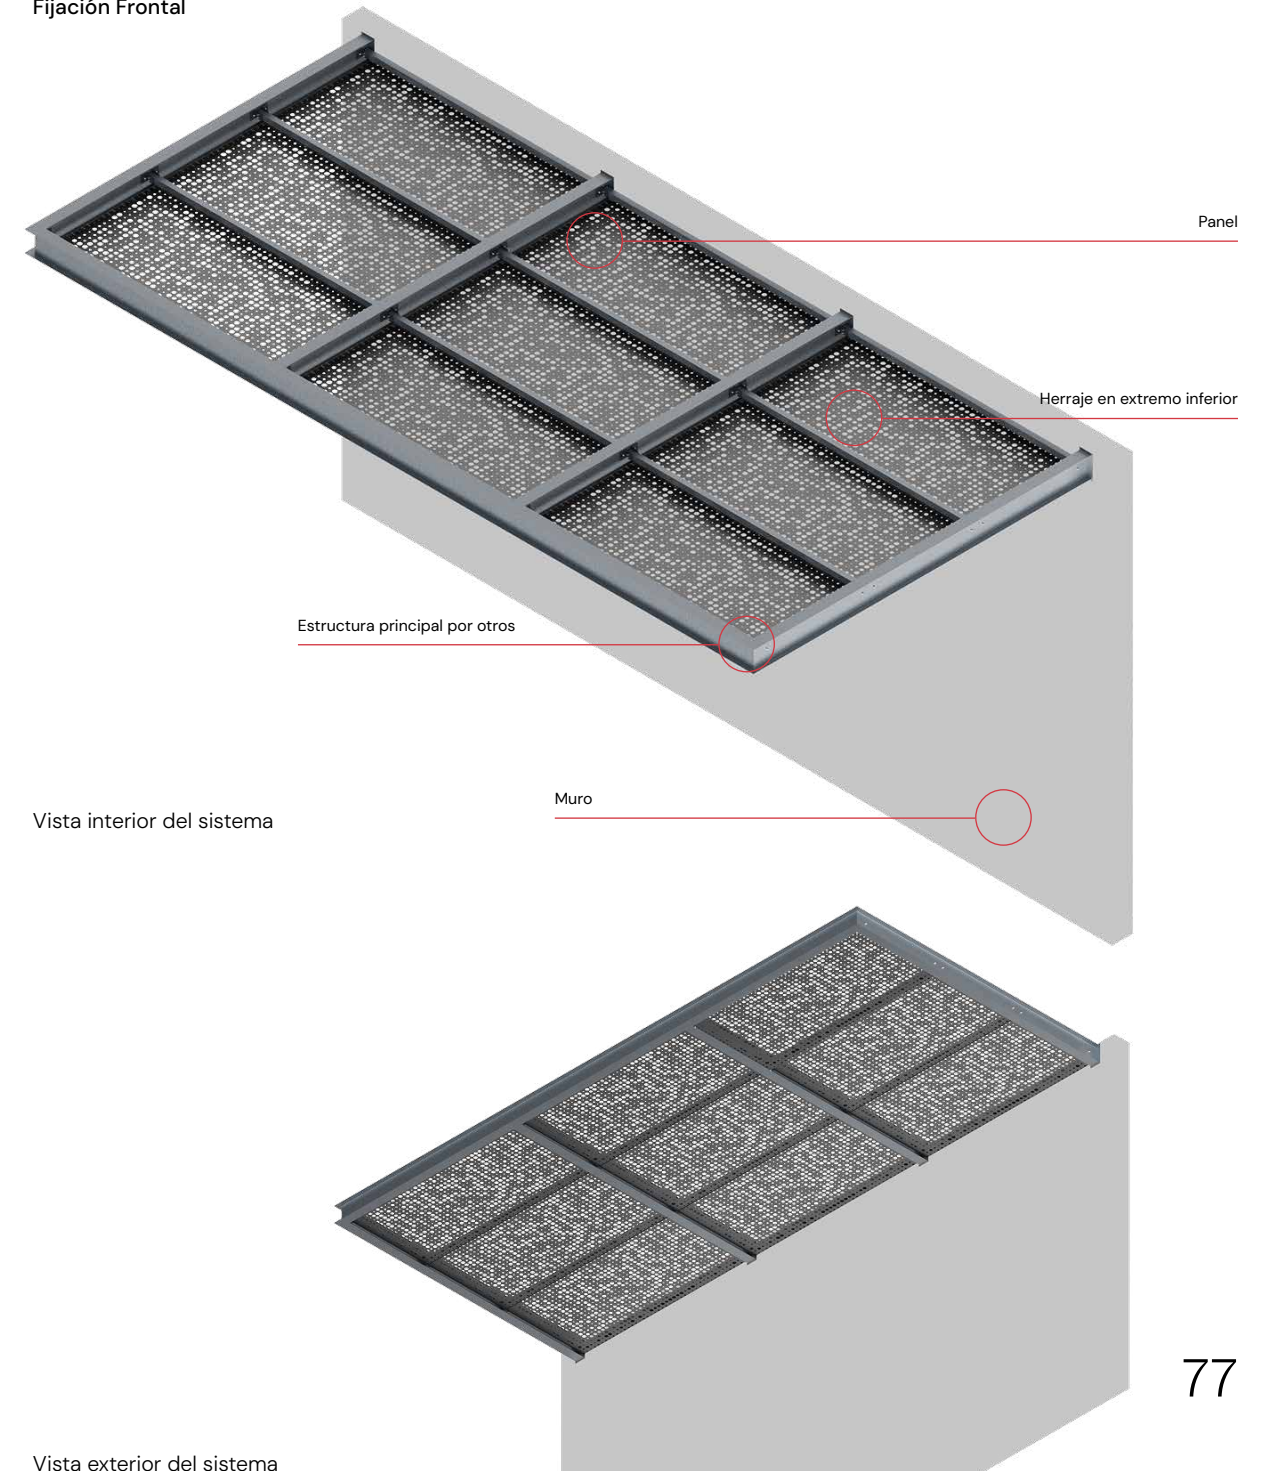 Fijación Frontal
Panel
Herraje en extremo inferior
Estructura principal por otros
Muro
Vista interior del sistema
77
Vista exterior del sistema